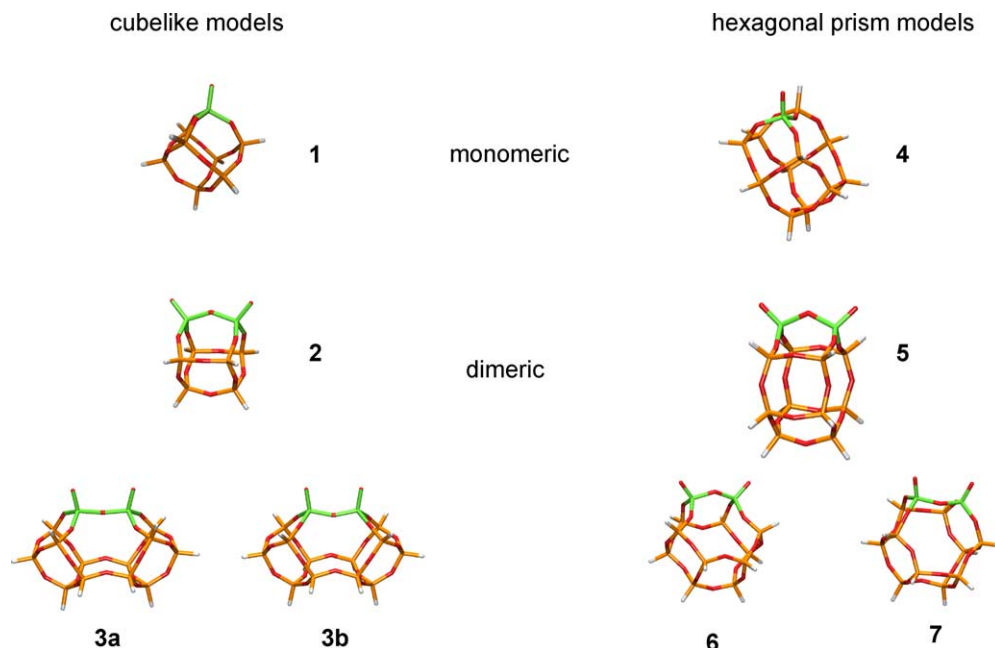 cubelike models
hexagonal prism models
1
monomeric
4
2
dimeric
5
3a
3b
6
7